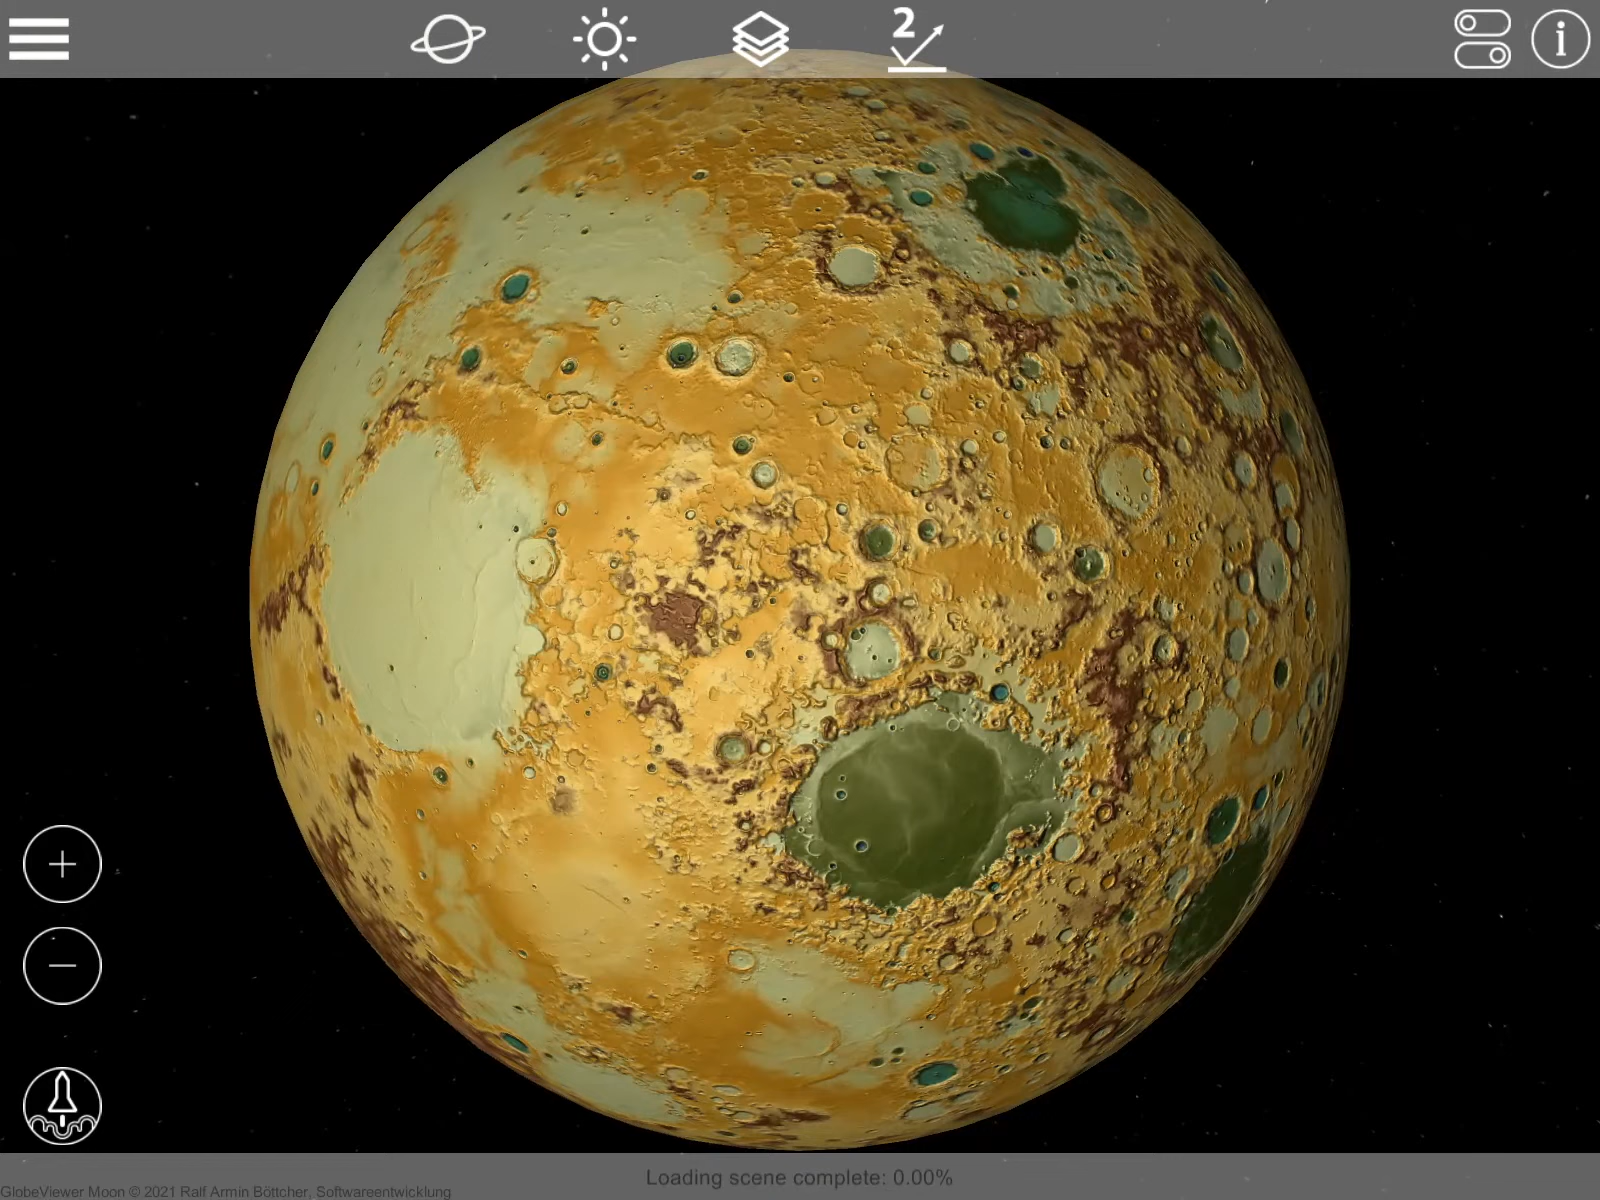 2
Loading scene complete: 0.00%
GlobeViewer Moon © 2021 Ralf Armin Böttcher, Softwareentwicklung